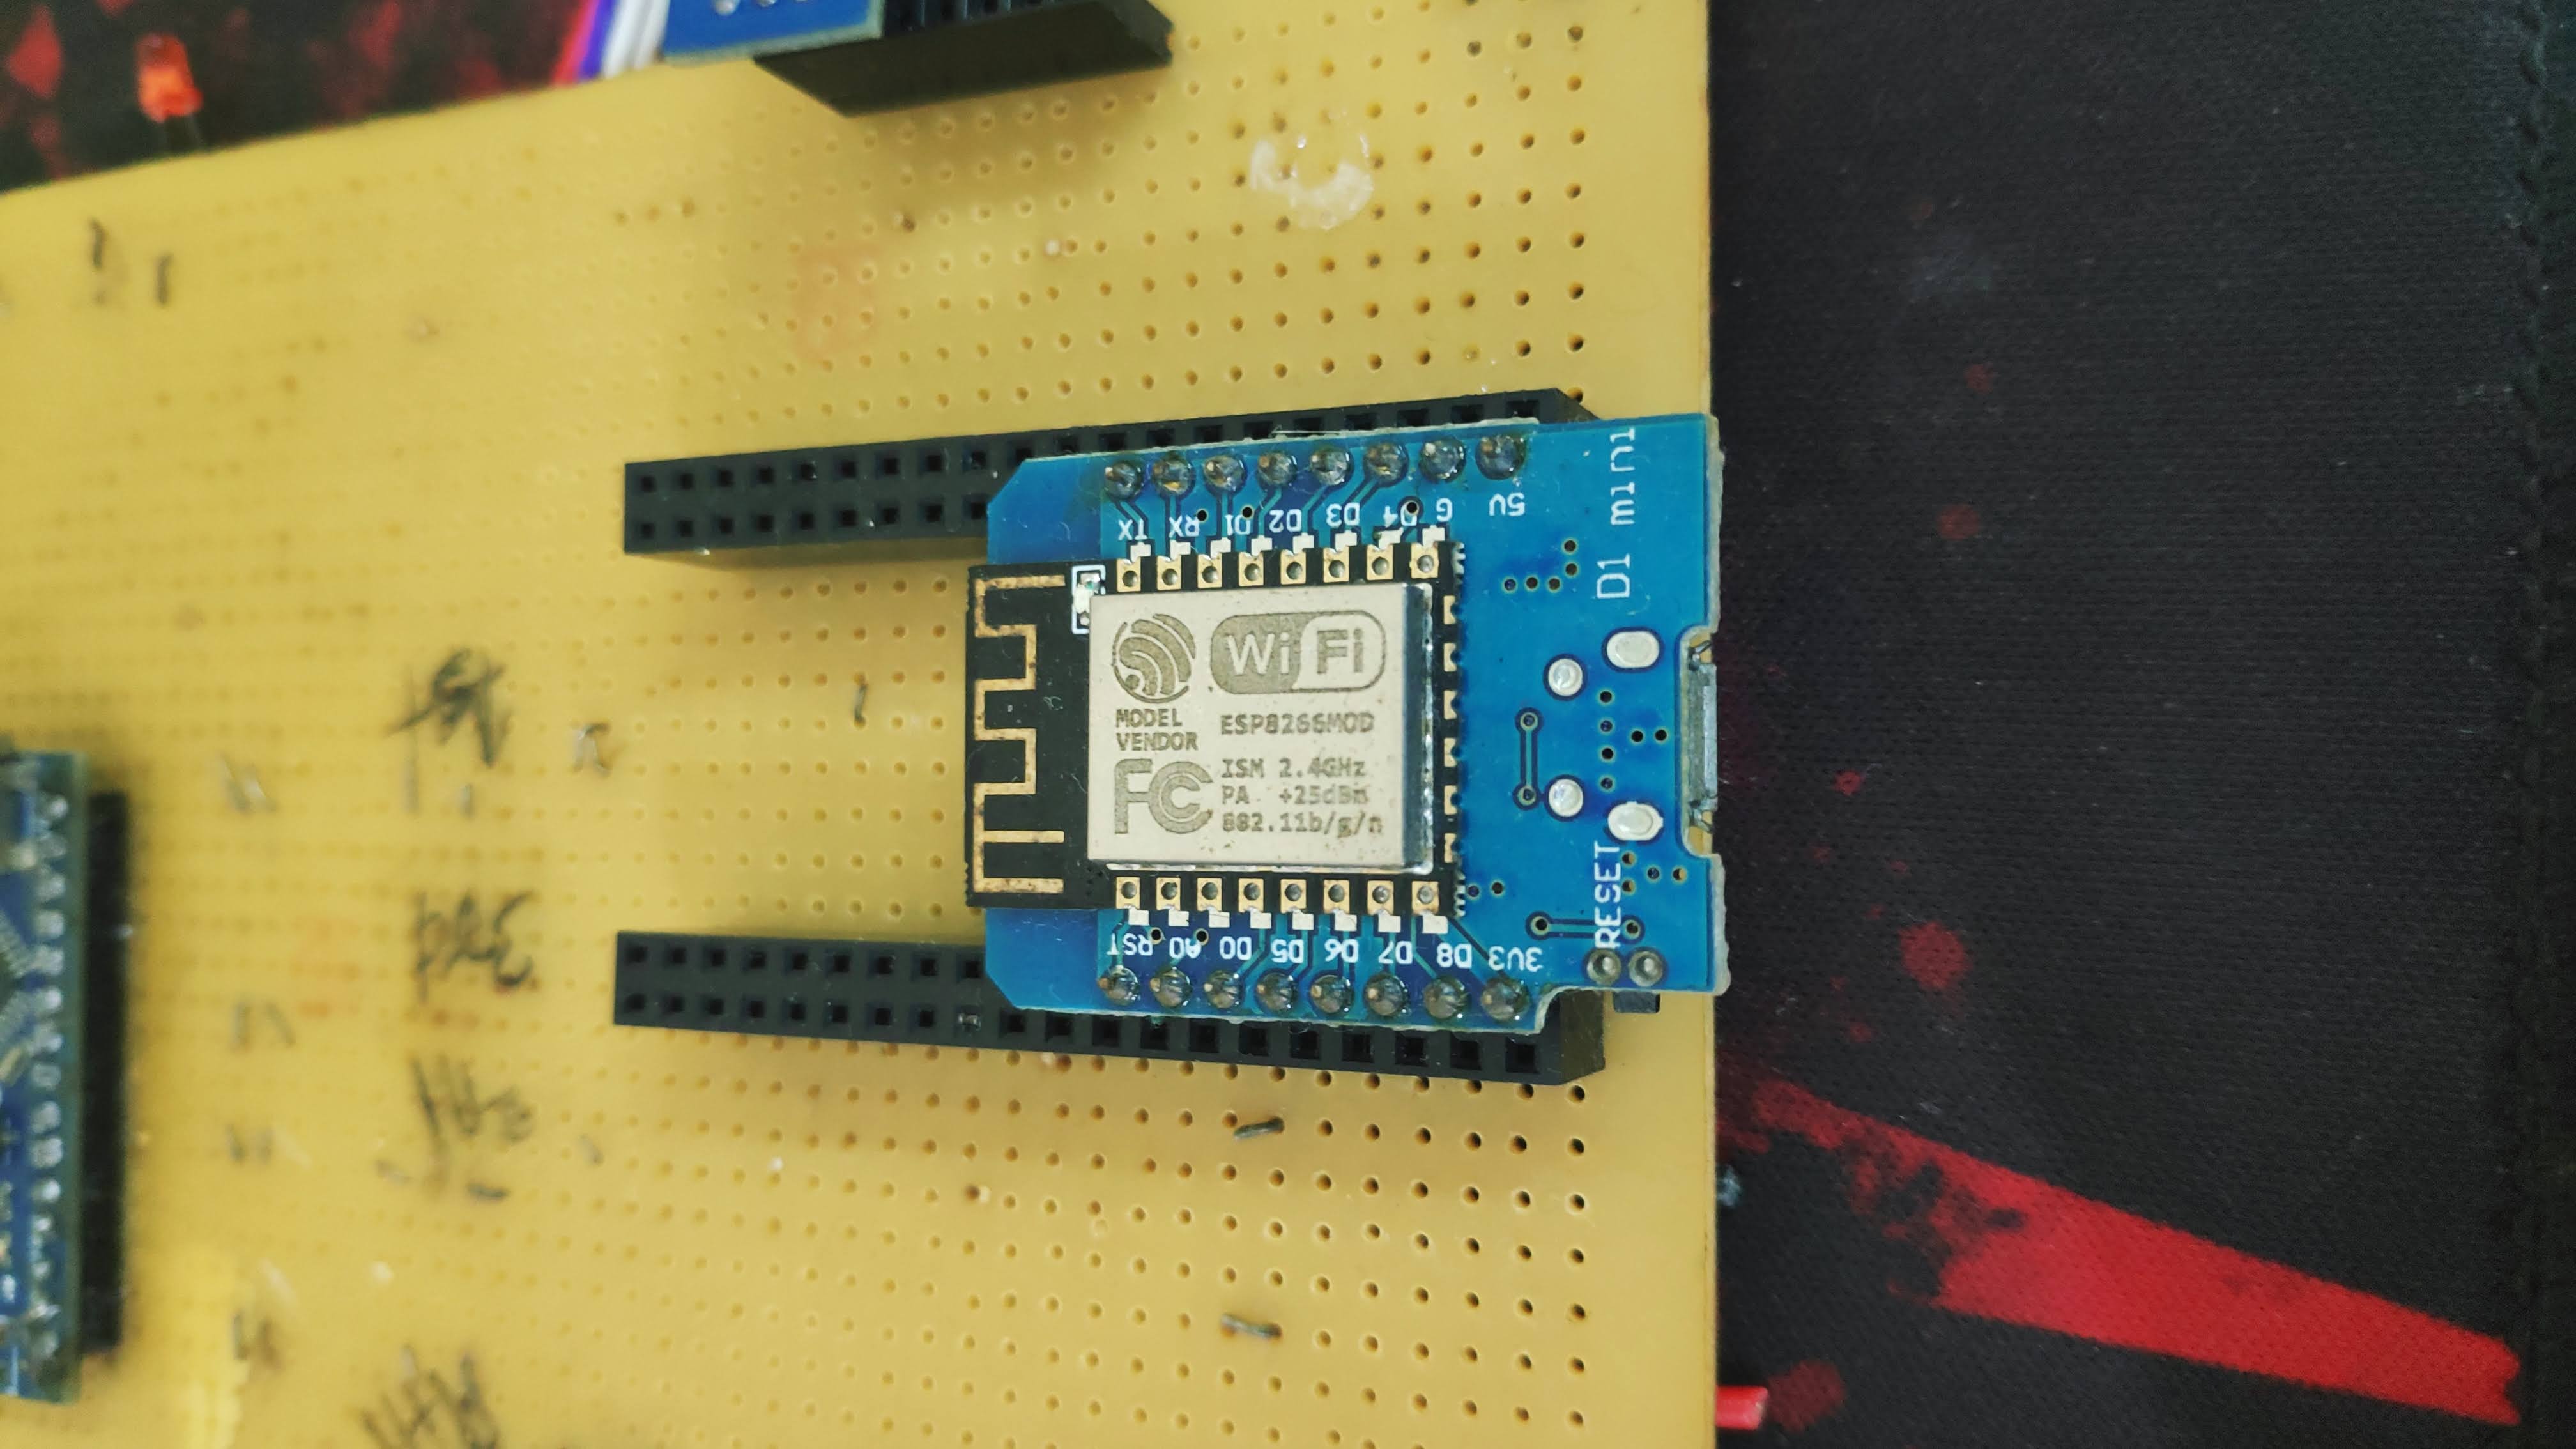 RST
A0
D0
D5
D6
D7
D8
3V3
TX
RX
D1
D2
D3
D4
G
5V
WiFi
MODEL ESP8266MOD
VENDOR
ISM 2.4GHz
PA +25dBm
802.11b/g/n
FC
RESET
D1 mini